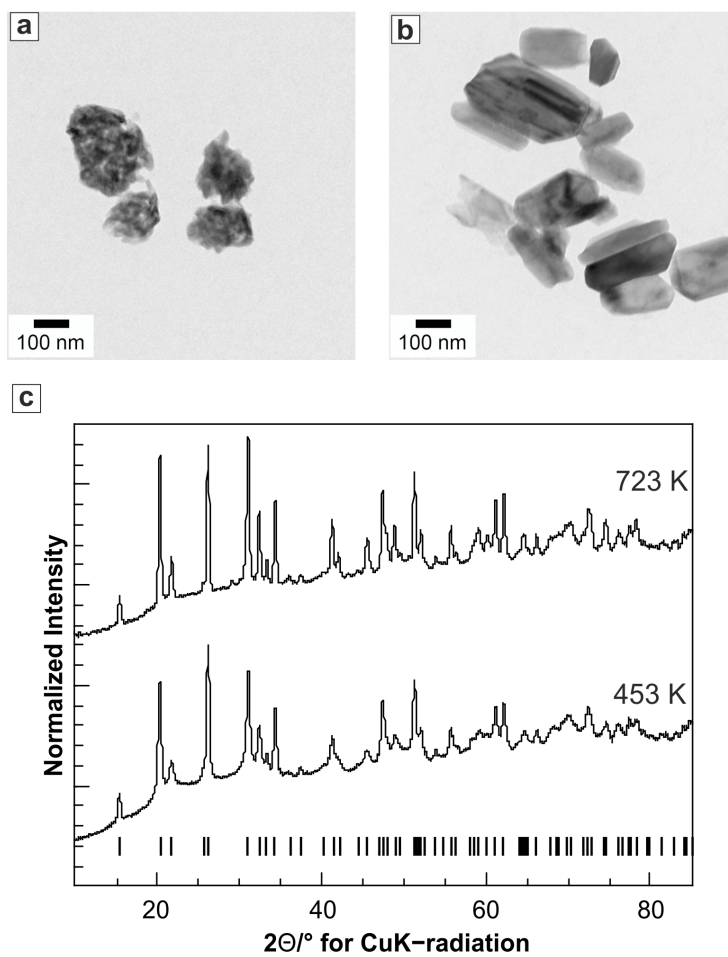 a
b
100 nm
100 nm
c
723 K
453 K
Normalized Intensity
20
40
60
80
2Θ/° for CuK−radiation